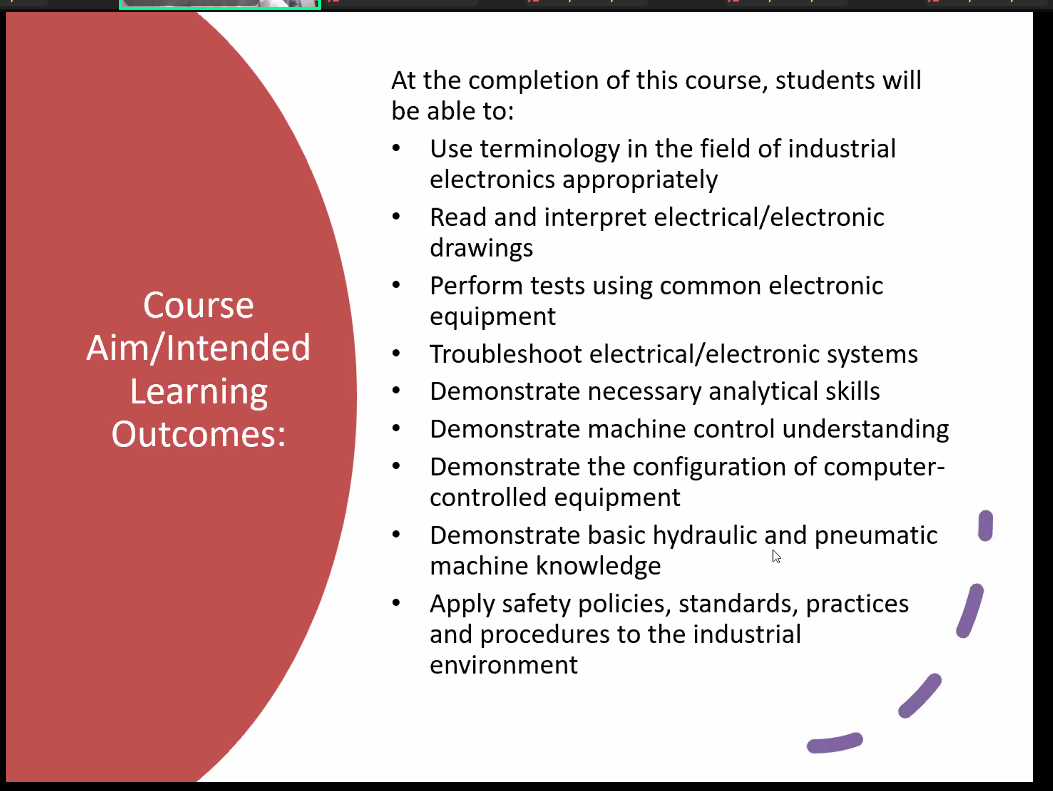 Course
Aim/Intended
Learning
Outcomes:
At the completion of this course, students will
be able to:
• Use terminology in the field of industrial
electronics appropriately
• Read and interpret electrical/electronic
drawings
• Perform tests using common electronic
equipment
• Troubleshoot electrical/electronic systems
• Demonstrate necessary analytical skills
• Demonstrate machine control understanding
• Demonstrate the configuration of computer-
controlled equipment
• Demonstrate basic hydraulic and pneumatic
machine knowledge
• Apply safety policies, standards, practices
and procedures to the industrial
environment